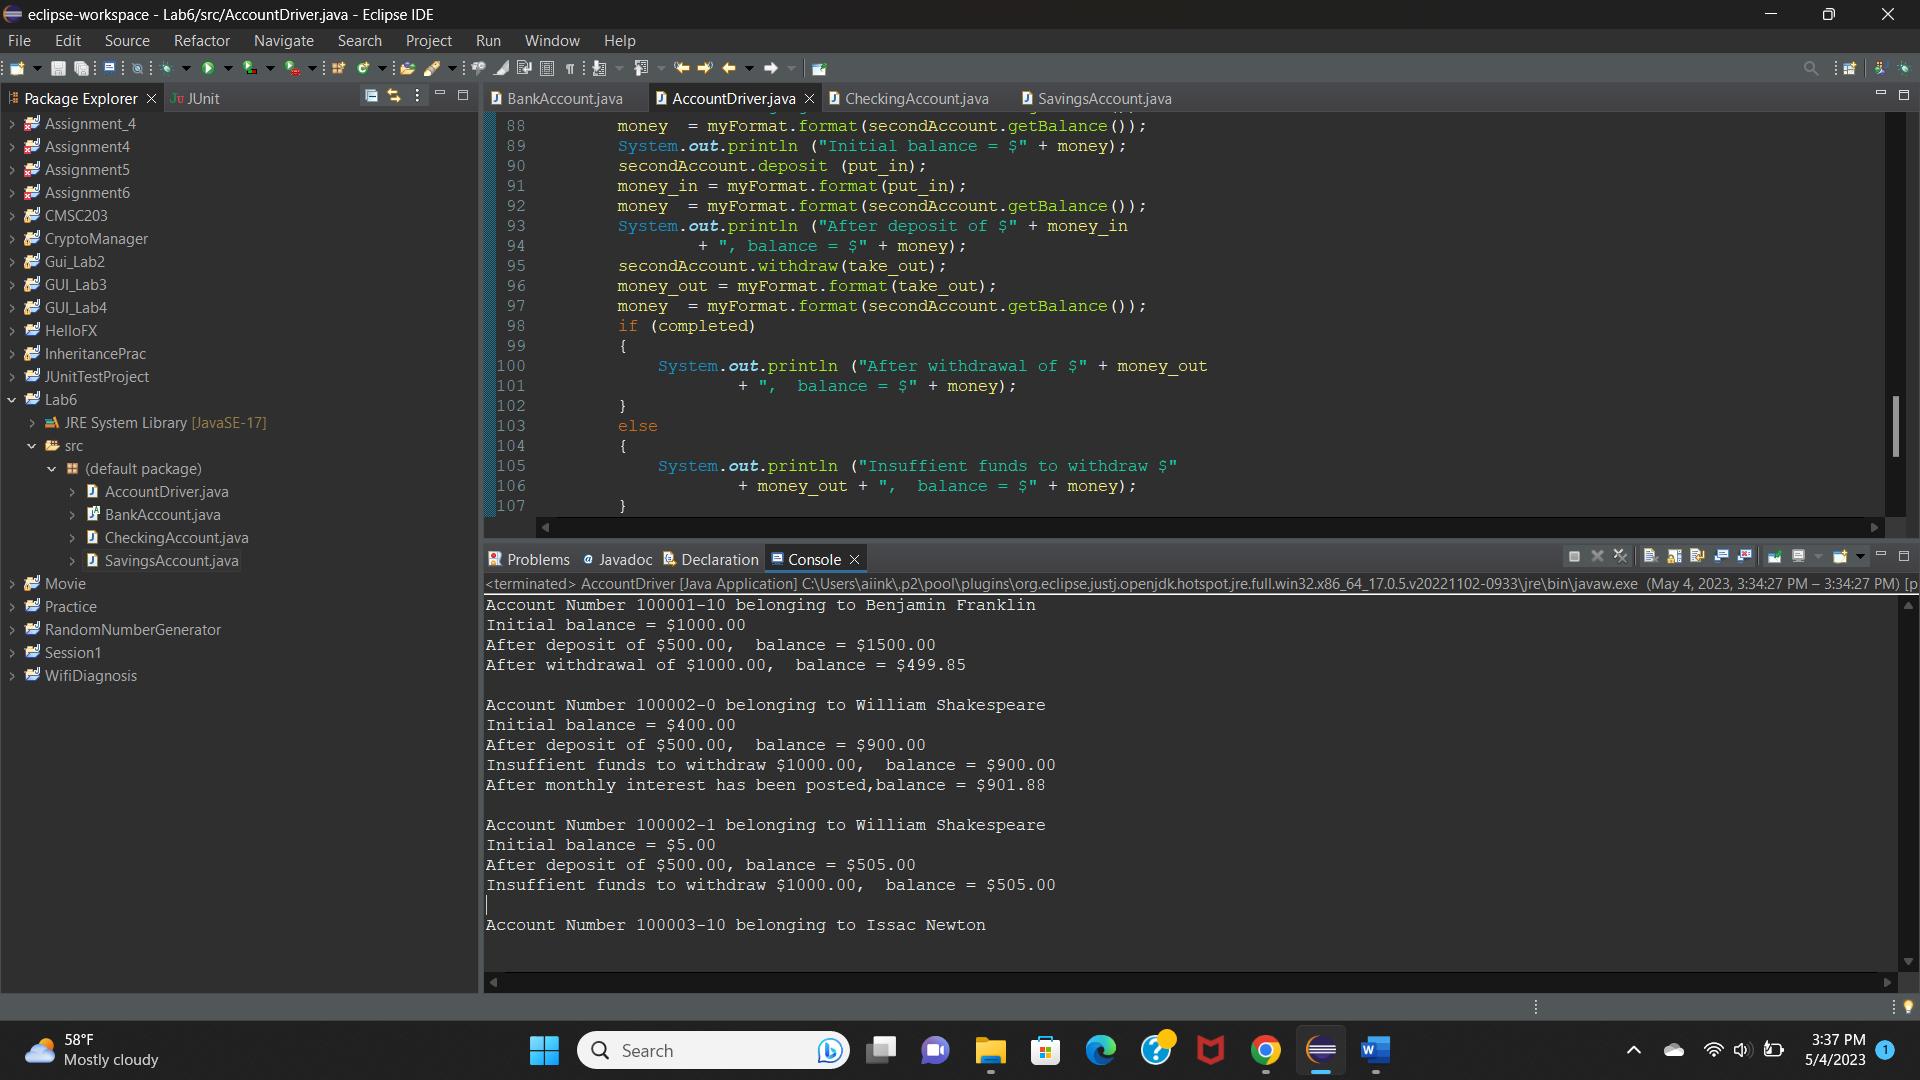 eclipse-workspace - Lab6/src/AccountDriver.java - Eclipse IDE
File Edit Source Refactor Navigate Search Project Run Window Help
Package Explorer
JUnit
Assignment_4
Assignment4
Assignment5
Assignment6
CMSC203
CryptoManager
Gui_Lab2
GUI_Lab3
GUI_Lab4
HelloFX
InheritancePrac
JUnitTestProject
Lab6
JRE System Library [JavaSE-17]
src
(default package)
AccountDriver.java
BankAccount.java
CheckingAccount.java
SavingsAccount.java
Movie
Practice
RandomNumberGenerator
Session1
WifiDiagnosis
BankAccount.java AccountDriver.java CheckingAccount.java SavingsAccount.java
88 money  = myFormat.format(secondAccount.getBalance());
89 System.out.println ("Initial balance = $" + money);
90 secondAccount.deposit (put_in);
91 money_in = myFormat.format(put_in);
92 money  = myFormat.format(secondAccount.getBalance());
93 System.out.println ("After deposit of $" + money_in
94 + ", balance = $" + money);
95 secondAccount.withdraw(take_out);
96 money_out = myFormat.format(take_out);
97 money  = myFormat.format(secondAccount.getBalance());
98 if (completed)
99 {
100 System.out.println ("After withdrawal of $" + money_out
101 + ",  balance = $" + money);
102 }
103 else
104 {
105 System.out.println ("Insuffient funds to withdraw $"
106 + money_out + ",  balance = $" + money);
107 }
Problems Javadoc Declaration Console
<terminated> AccountDriver [Java Application] C:\Users\aiink\.p2\pool\plugins\org.eclipse.justj.openjdk.hotspot.jre.full.win32.x86_64_17.0.5.v20221102-0933\jre\bin\javaw.exe (May 4, 2023, 3:34:27 PM – 3:34:27 PM) [p
Account Number 100001-10 belonging to Benjamin Franklin
Initial balance = $1000.00
After deposit of $500.00,  balance = $1500.00
After withdrawal of $1000.00,  balance = $499.85
Account Number 100002-0 belonging to William Shakespeare
Initial balance = $400.00
After deposit of $500.00,  balance = $900.00
Insuffient funds to withdraw $1000.00,  balance = $900.00
After monthly interest has been posted,balance = $901.88
Account Number 100002-1 belonging to William Shakespeare
Initial balance = $5.00
After deposit of $500.00, balance = $505.00
Insuffient funds to withdraw $1000.00,  balance = $505.00
Account Number 100003-10 belonging to Issac Newton
58°F
Mostly cloudy
Search
3:37 PM
5/4/2023
1